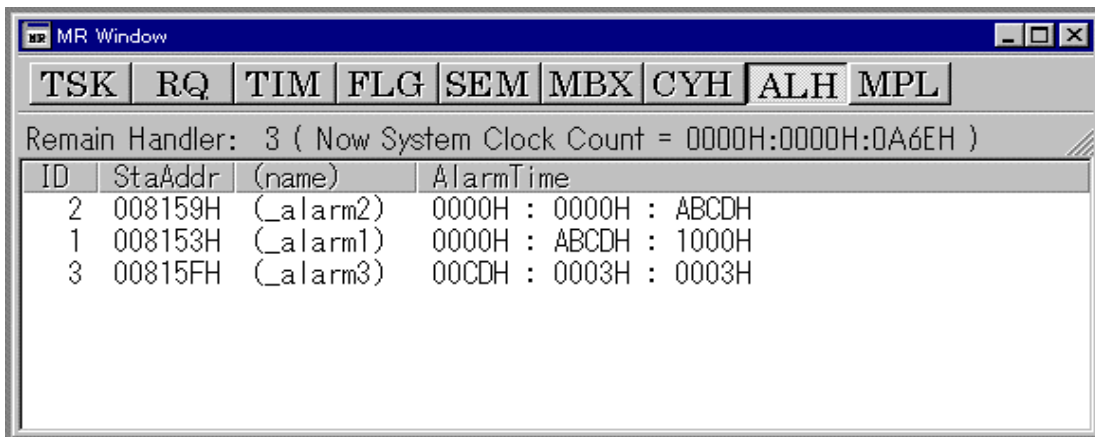 MR MR Window
TSK RQ TIM FLG SEM MBX CYH ALH MPL
Remain Handler: 3 ( Now System Clock Count = 0000H:0000H:0A6EH )
ID StaAddr (name) AlarmTime
2 008159H (_alarm2) 0000H : 0000H : ABCDH
1 008153H (_alarm1) 0000H : ABCDH : 1000H
3 00815FH (_alarm3) 00CDH : 0003H : 0003H